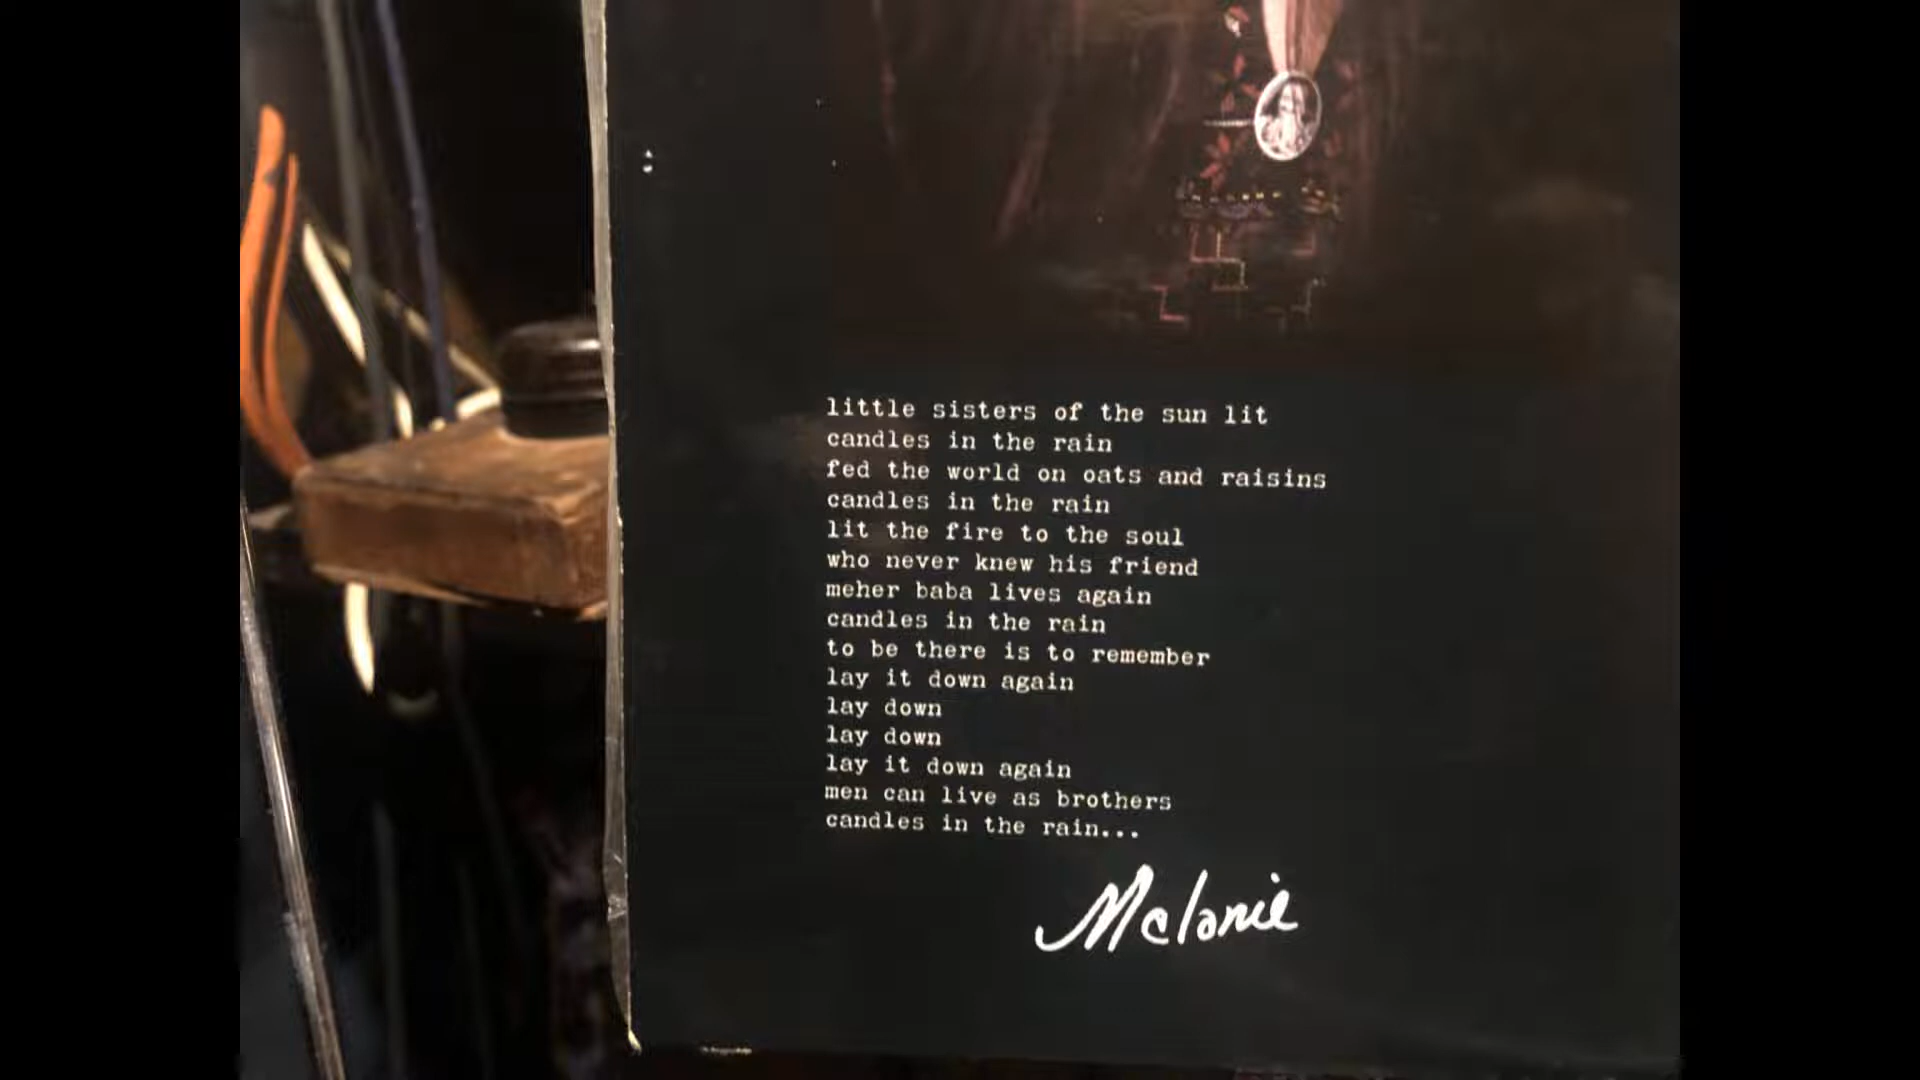 little sisters of the sun lit
candles in the rain
fed the world on oats and raisins
candles in the rain
lit the fire to the soul
who never knew his friend
meher baba lives again
candles in the rain
to be there is to remember
lay it down again
lay down
lay down
lay it down again
men can live as brothers
candles in the rain...
Melanie